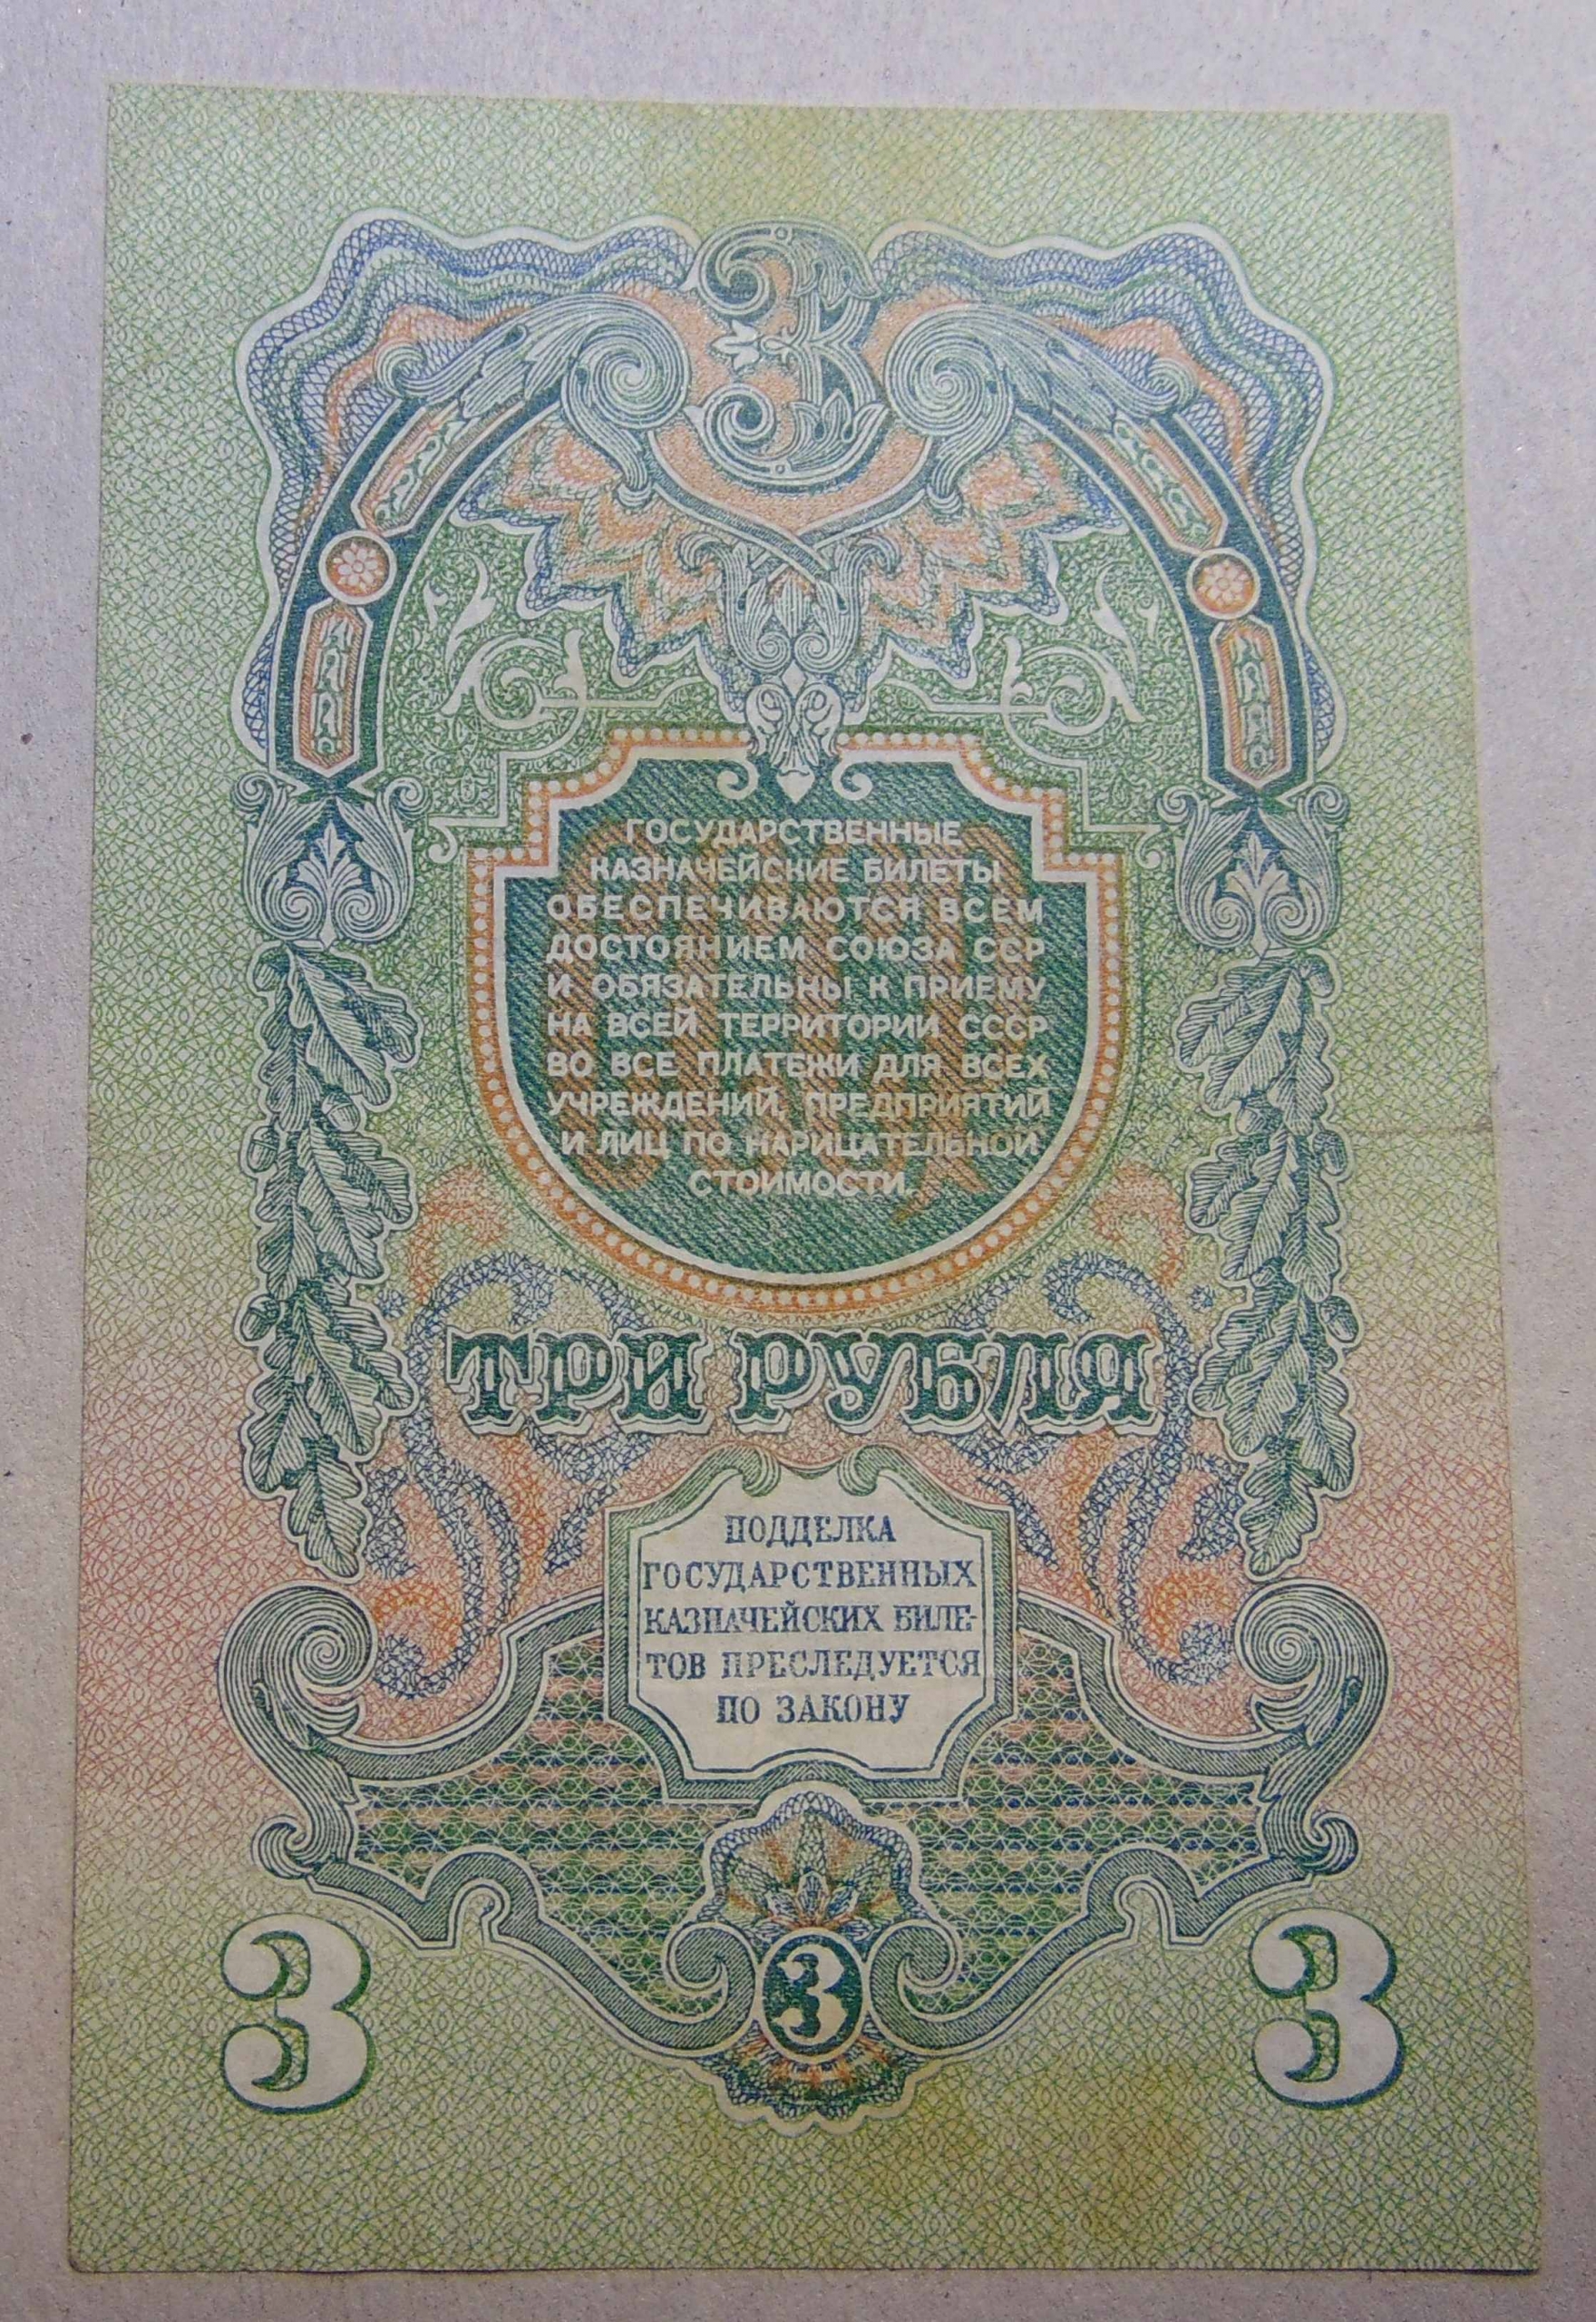 3
ГОСУДАРСТВЕННЫЕ
КАЗНАЧЕЙСКИЕ БИЛЕТЫ
ОБЕСПЕЧИВАЮТСЯ ВСЕМ
ДОСТОЯНИЕМ СОЮЗА ССР
И ОБЯЗАТЕЛЬНЫ К ПРИЕМУ
НА ВСЕЙ ТЕРРИТОРИИ СССР
ВО ВСЕ ПЛАТЕЖИ ДЛЯ ВСЕХ
УЧРЕЖДЕНИЙ, ПРЕДПРИЯТИЙ
И ЛИЦ ПО НАРИЦАТЕЛЬНОЙ
СТОИМОСТИ.
ТРИ РУБЛЯ
ПОДДЕЛКА
ГОСУДАРСТВЕННЫХ
КАЗНАЧЕЙСКИХ БИЛЕ-
ТОВ ПРЕСЛЕДУЕТСЯ
ПО ЗАКОНУ
3 3 3